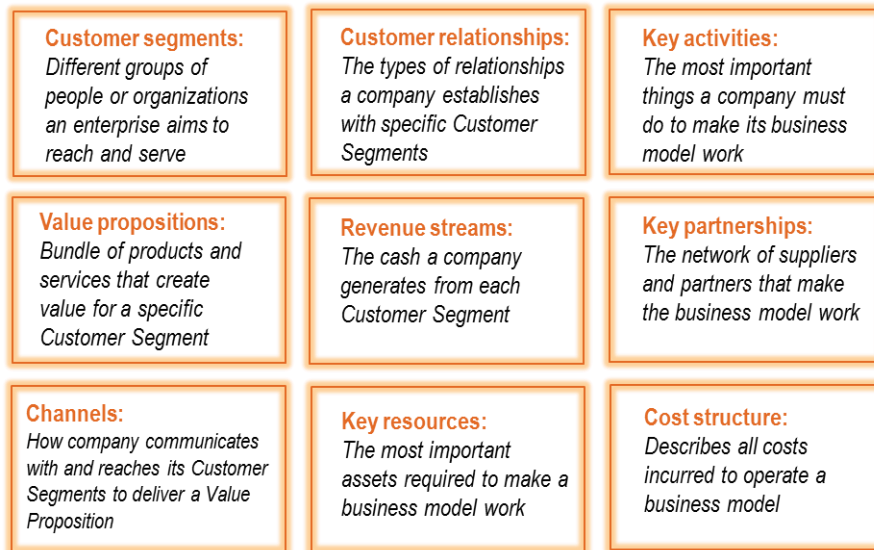 Customer segments:
Different groups of
people or organizations
an enterprise aims to
reach and serve
Customer relationships:
The types of relationships
a company establishes
with specific Customer
Segments
Key activities:
The most important
things a company must
do to make its business
model work
Value propositions:
Bundle of products and
services that create
value for a specific
Customer Segment
Revenue streams:
The cash a company
generates from each
Customer Segment
Key partnerships:
The network of suppliers
and partners that make
the business model work
Channels:
How company communicates
with and reaches its Customer
Segments to deliver a Value
Proposition
Key resources:
The most important
assets required to make a
business model work
Cost structure:
Describes all costs
incurred to operate a
business model